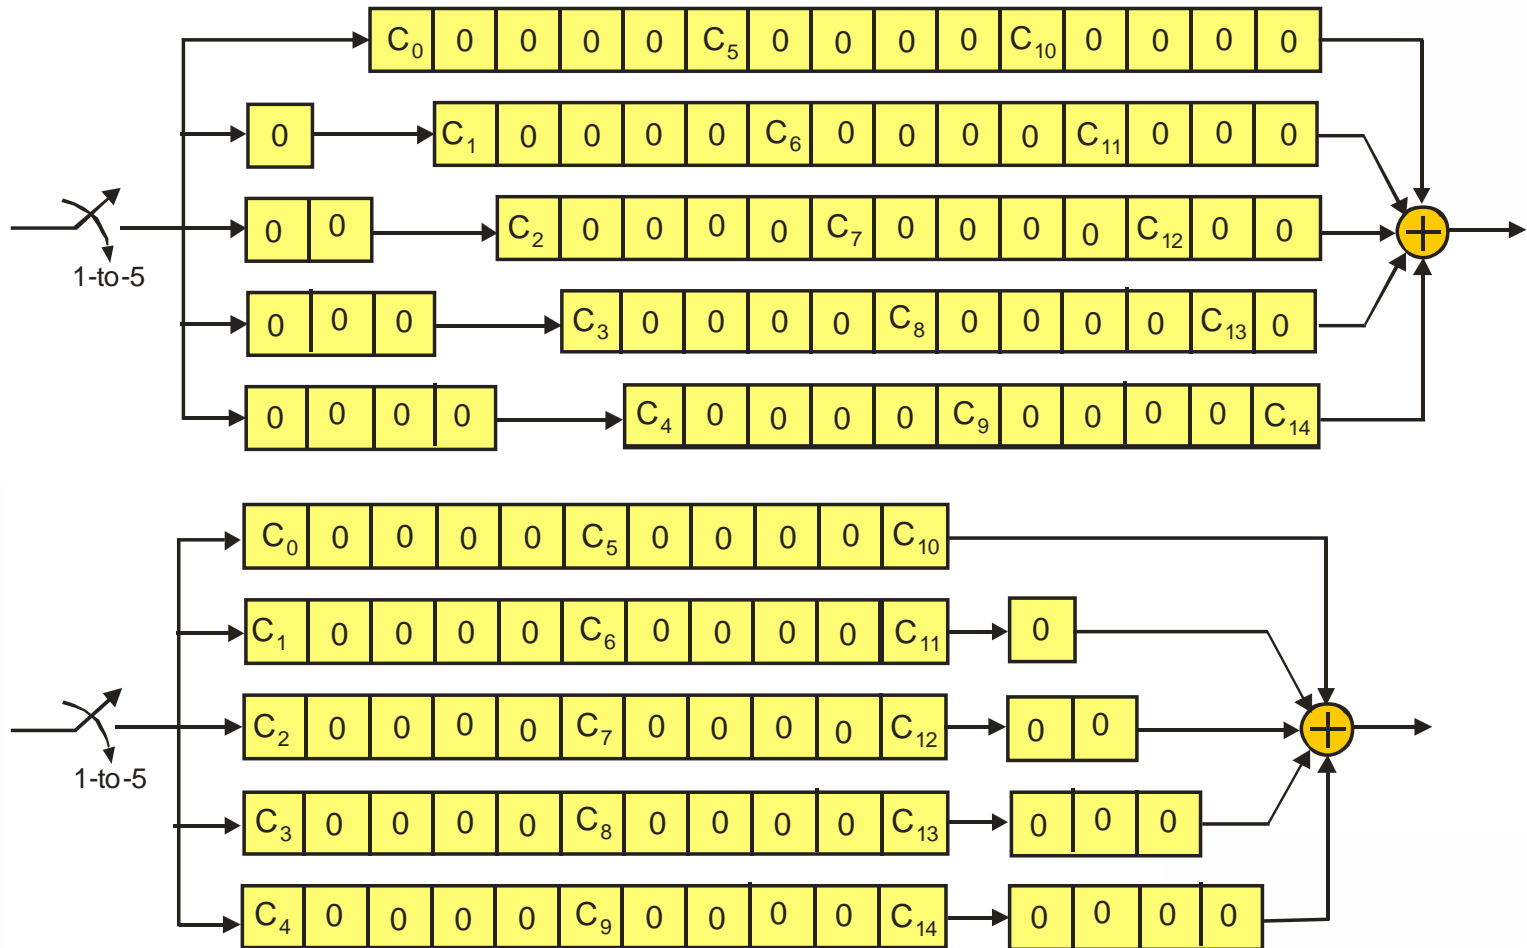 C0 0 0 0 0 C5 0 0 0 0 C10 0 0 0 0
0 C1 0 0 0 0 C6 0 0 0 0 C11 0 0 0
0 0 C2 0 0 0 0 C7 0 0 0 0 C12 0 0
1-to-5
0 0 0 C3 0 0 0 0 C8 0 0 0 0 C13 0
0 0 0 0 C4 0 0 0 0 C9 0 0 0 0 C14
C0 0 0 0 0 C5 0 0 0 0 C10
C1 0 0 0 0 C6 0 0 0 0 C11 0
C2 0 0 0 0 C7 0 0 0 0 C12 0 0
1-to-5
C3 0 0 0 0 C8 0 0 0 0 C13 0 0 0
C4 0 0 0 0 C9 0 0 0 0 C14 0 0 0 0